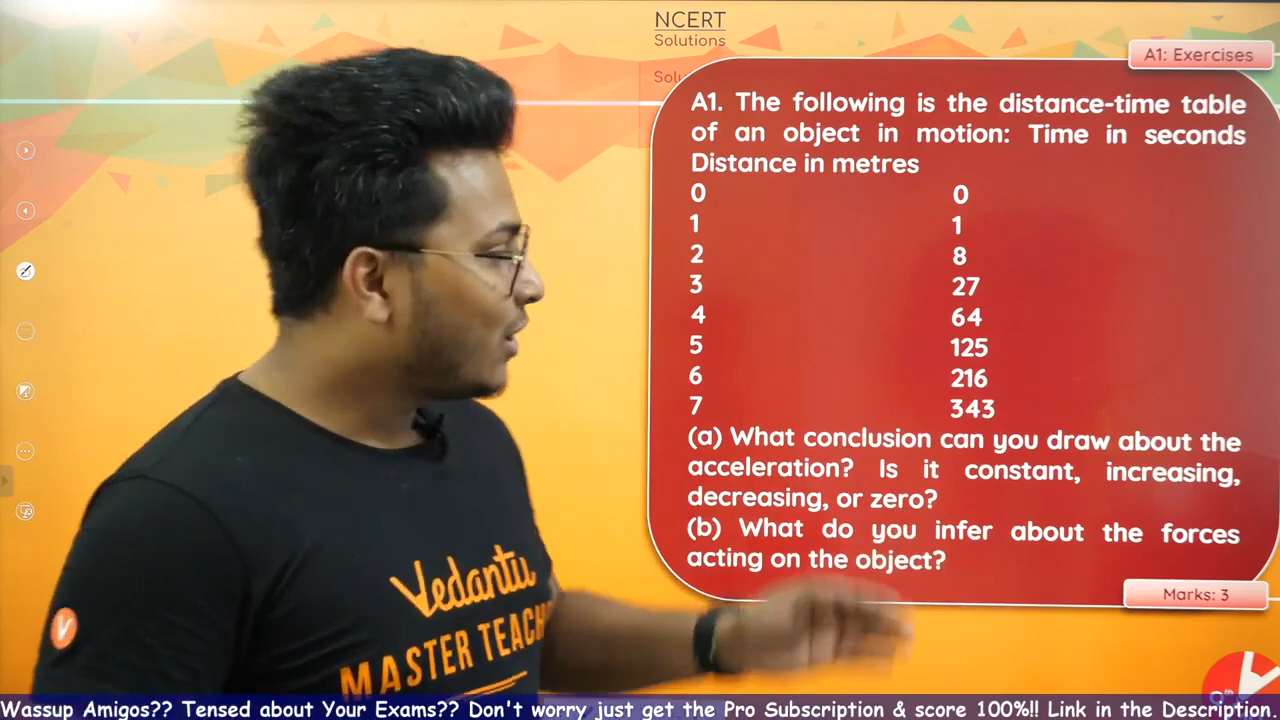 NCERT
Solutions
Solu
A1: Exercises
A1. The following is the distance-time table
of an object in motion: Time in seconds
Distance in metres
0 0
1 1
2 8
3 27
4 64
5 125
6 216
7 343
(a) What conclusion can you draw about the
acceleration? Is it constant, increasing,
decreasing, or zero?
(b) What do you infer about the forces
acting on the object?
Marks: 3
Vedantu
MASTER TEACH
V
9th
Wassup Amigos?? Tensed about Your Exams?? Don't worry just get the Pro Subscription & score 100%!! Link in the Description.